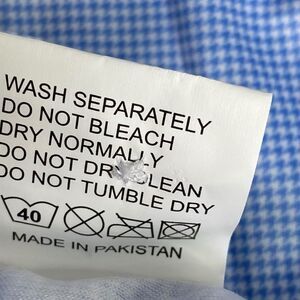 WASH SEPARATELY
DO NOT BLEACH
DRY NORMALLY
DO NOT DRY CLEAN
DO NOT TUMBLE DRY
40
MADE IN PAKISTAN